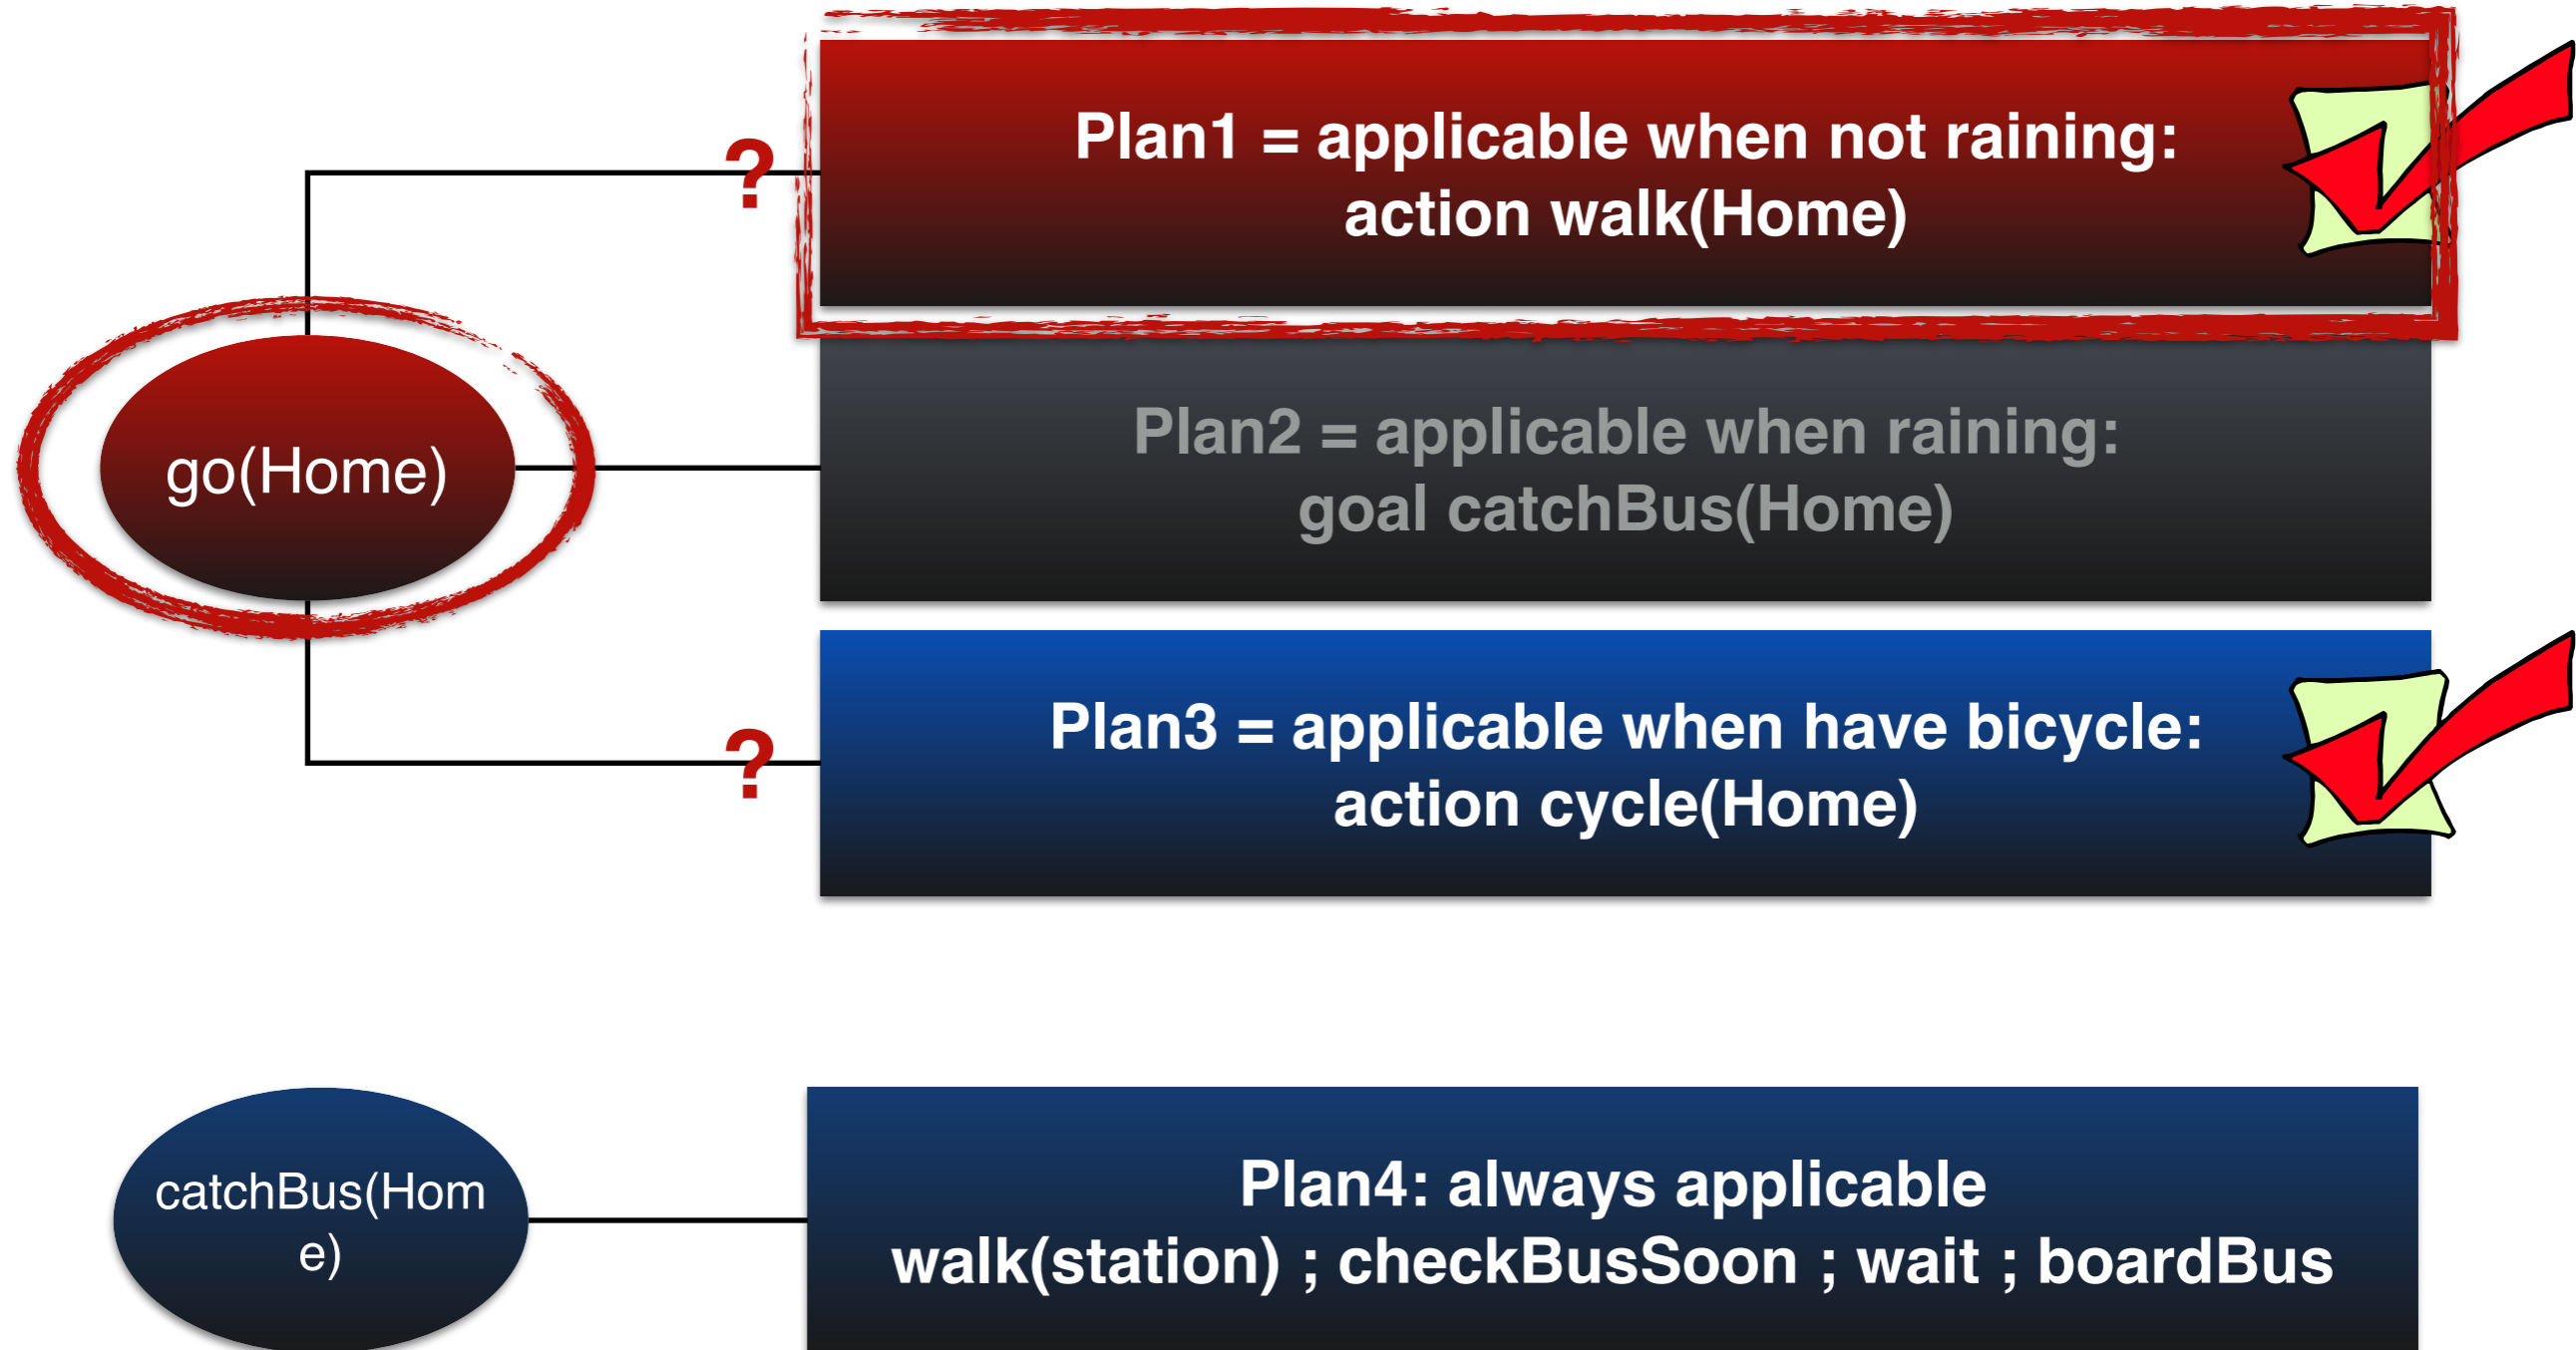 ?
Plan1 = applicable when not raining:
action walk(Home)
go(Home)
Plan2 = applicable when raining:
goal catchBus(Home)
?
Plan3 = applicable when have bicycle:
action cycle(Home)
catchBus(Hom
e)
Plan4: always applicable
walk(station) ; checkBusSoon ; wait ; boardBus